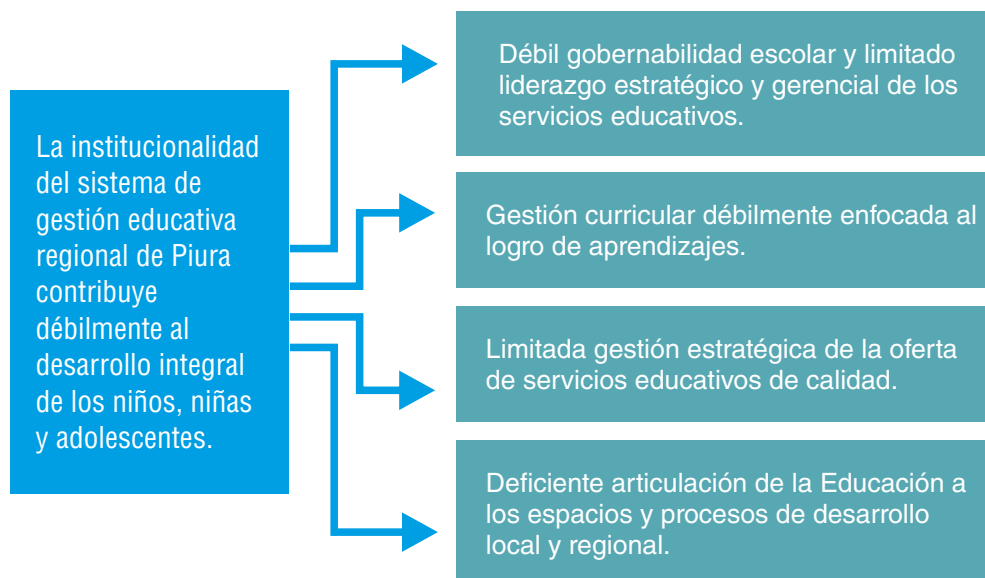 La institucionalidad
del sistema de
gestión educativa
regional de Piura
contribuye
débilmente al
desarrollo integral
de los niños, niñas
y adolescentes.
Débil gobernabilidad escolar y limitado
liderazgo estratégico y gerencial de los
servicios educativos.
Gestión curricular débilmente enfocada al
logro de aprendizajes.
Limitada gestión estratégica de la oferta
de servicios educativos de calidad.
Deficiente articulación de la Educación a
los espacios y procesos de desarrollo
local y regional.